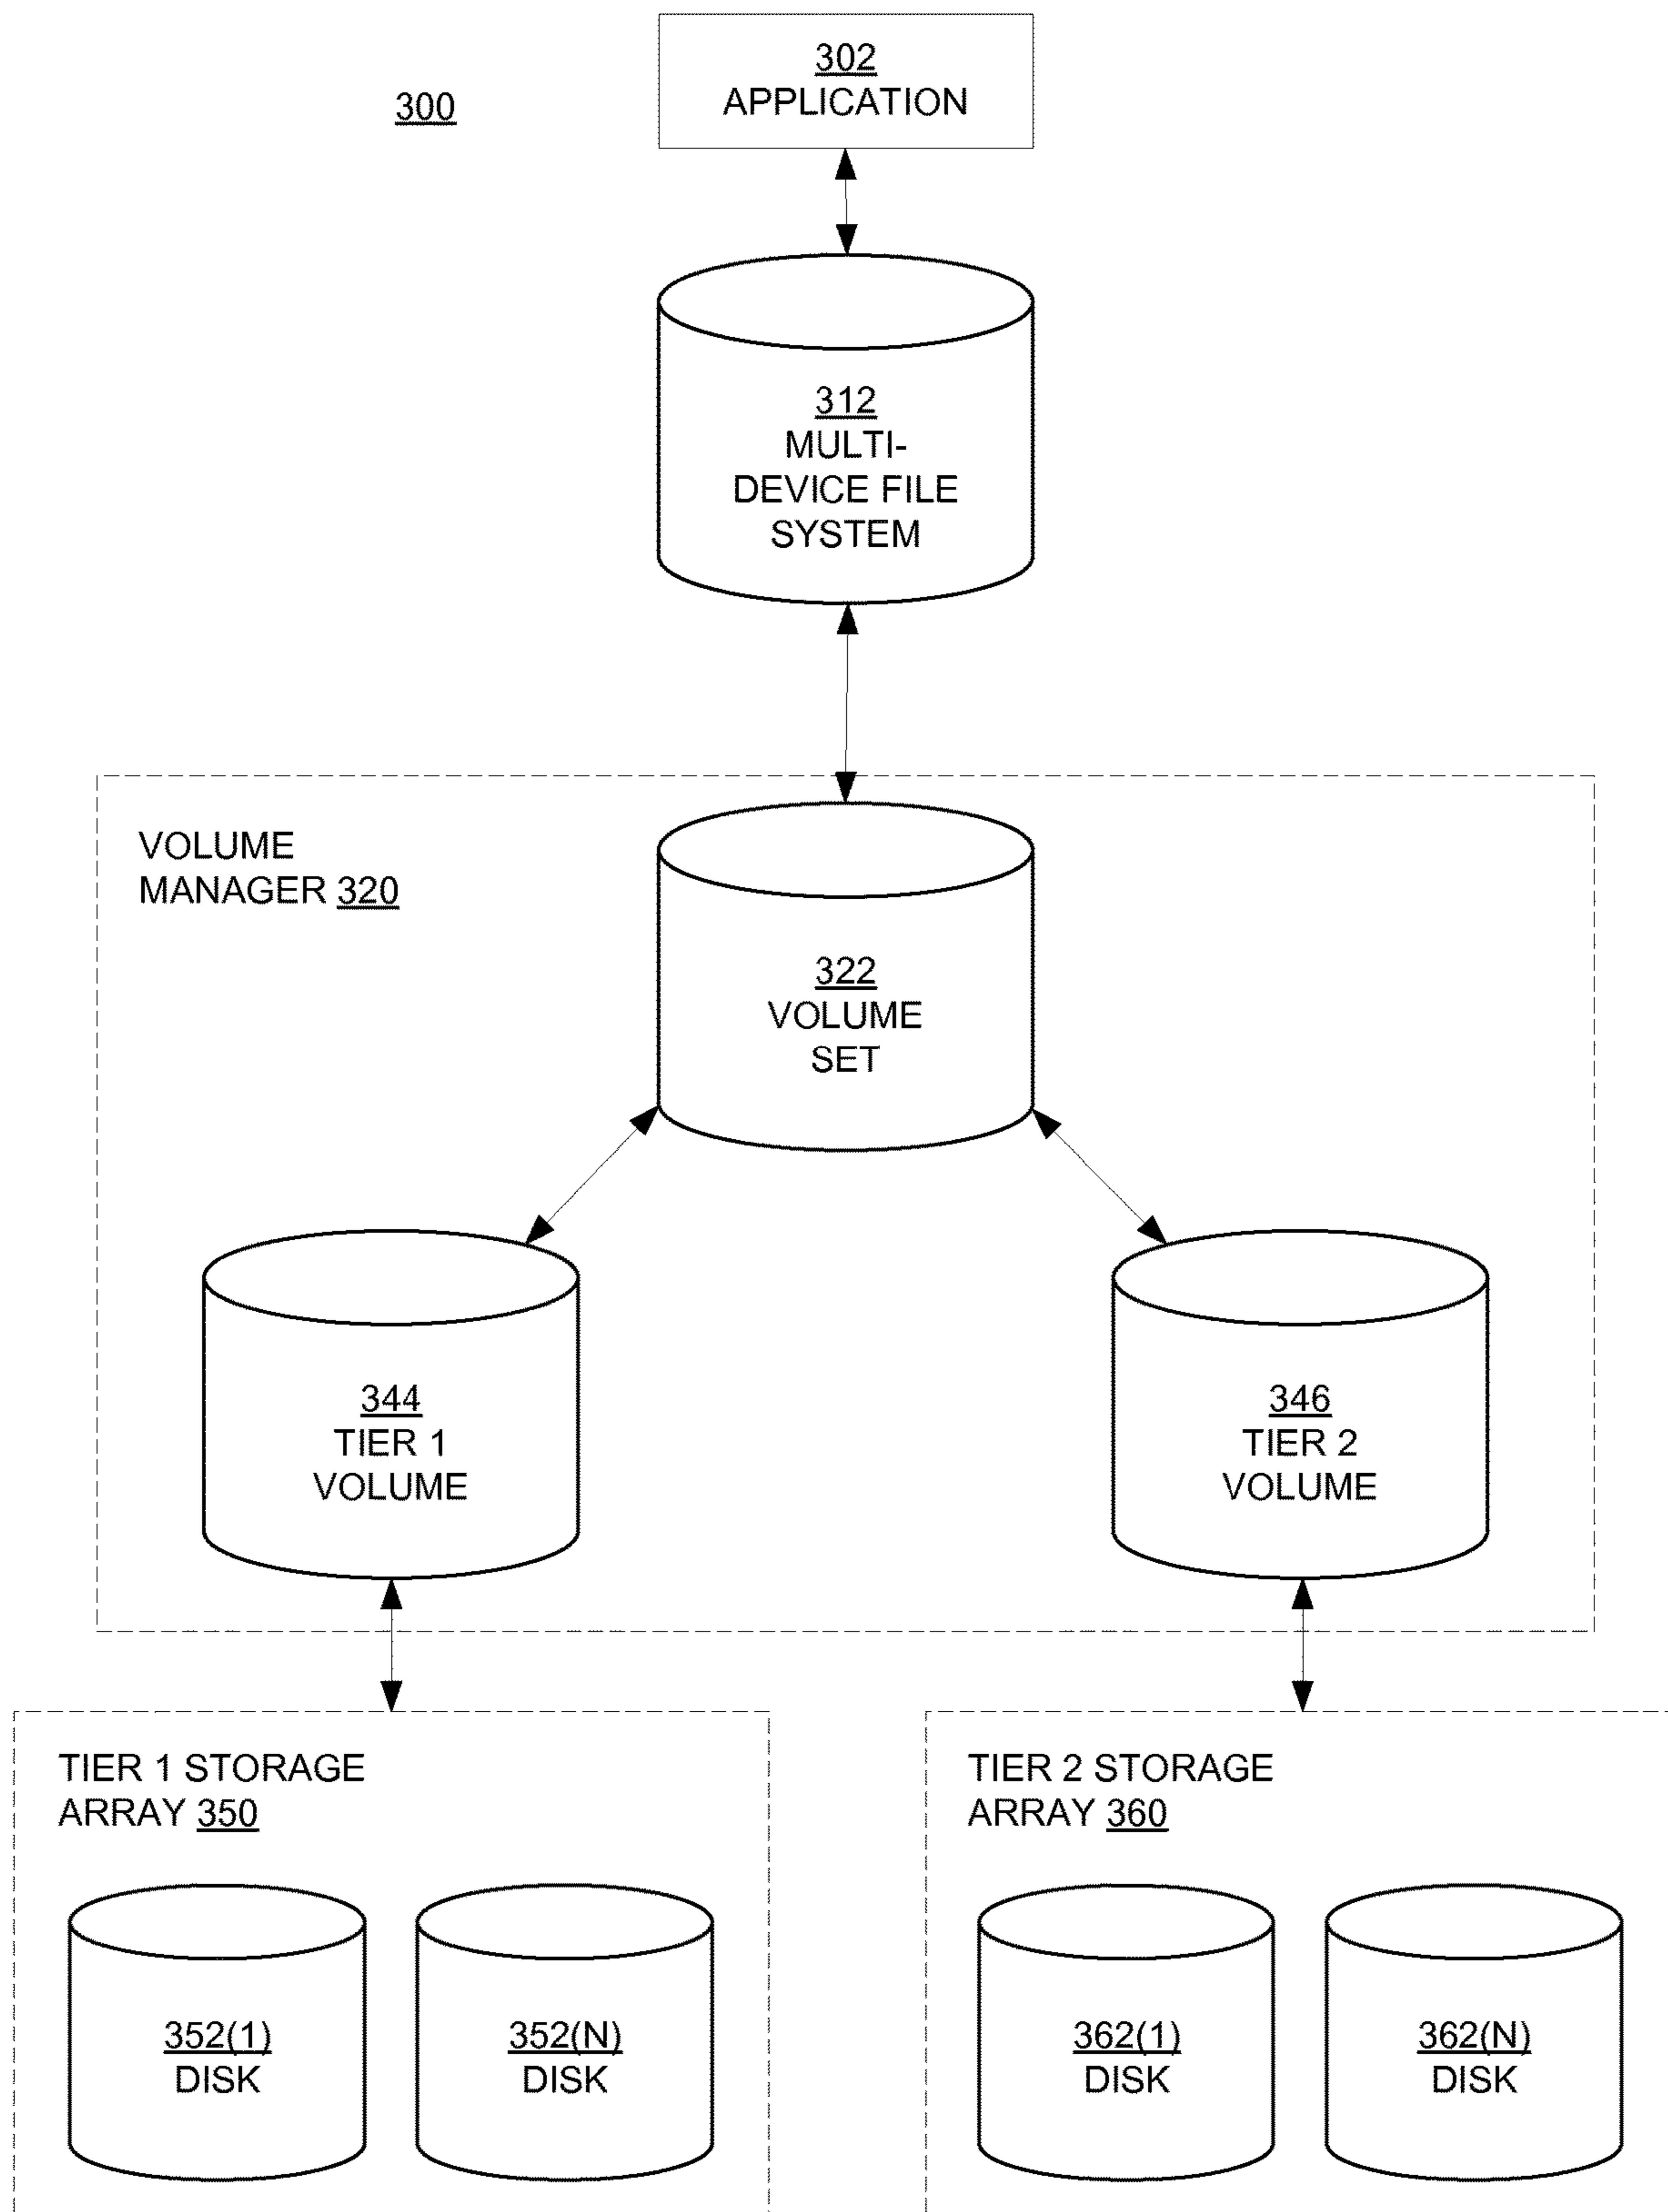 302
APPLICATION
300
312
MULTI-
DEVICE FILE
SYSTEM
VOLUME
MANAGER 320
322
VOLUME
SET
344
TIER 1
VOLUME
346
TIER 2
VOLUME
TIER 1 STORAGE
ARRAY 350
352(1)
DISK
352(N)
DISK
TIER 2 STORAGE
ARRAY 360
362(1)
DISK
362(N)
DISK